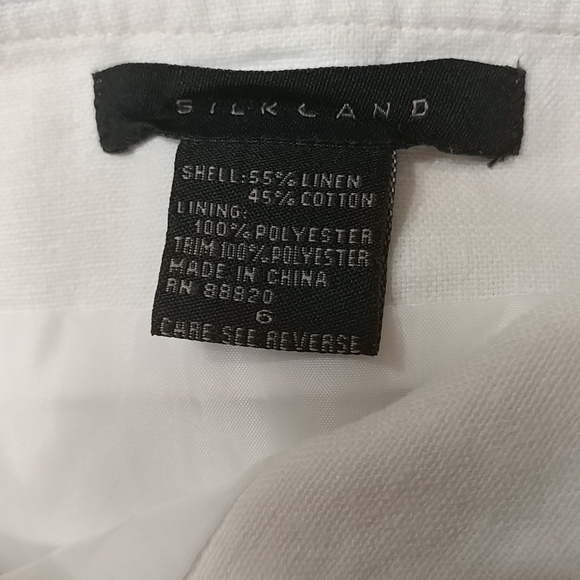 SILKLAND
SHELL: 55% LINEN
45% COTTON
LINING:
100% POLYESTER
TRIM 100% POLYESTER
MADE IN CHINA
RN 88820
6
CARE SEE REVERSE